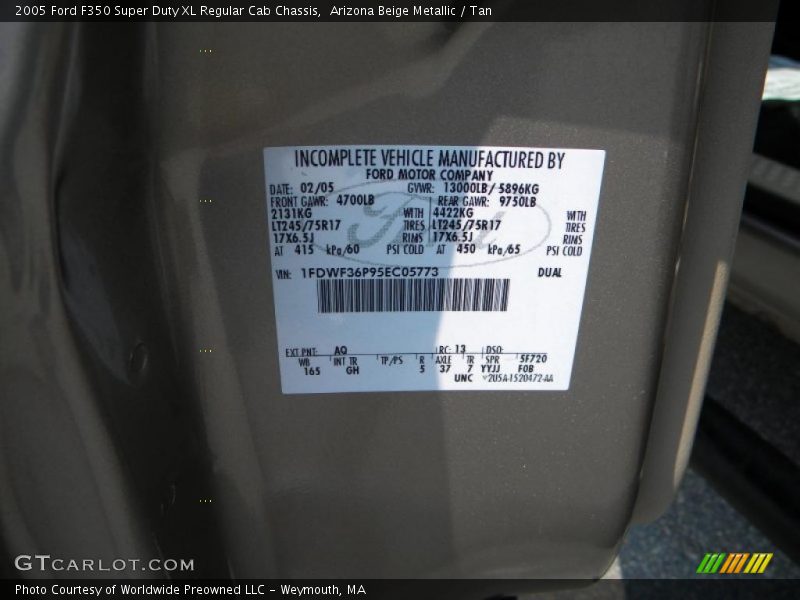 2005 Ford F350 Super Duty XL Regular Cab Chassis,  Arizona Beige Metallic / Tan
INCOMPLETE VEHICLE MANUFACTURED BY
FORD MOTOR COMPANY
DATE: 02/05 GVWR: 13000LB/ 5896KG
FRONT GAWR: 4700LB REAR GAWR: 9750LB
2131KG WITH 4422KG WITH
LT245/75R17 TIRES LT245/75R17 TIRES
17X6.5J RIMS 17X6.5J RIMS
AT 415 kPa/60 PSI COLD AT 450 kPa/65 PSI COLD
VIN: 1FDWF36P95EC05773 DUAL
Ford
EXT PNT: AQ RC: 13 DSO:
WB INT TR TP/PS R AXLE TR SPR 5F720
165 GH 5 37 7 YYJJ F0B
UNC V2U5A-1520472-AA
GTCARLOT.COM
Photo Courtesy of Worldwide Preowned LLC – Weymouth, MA